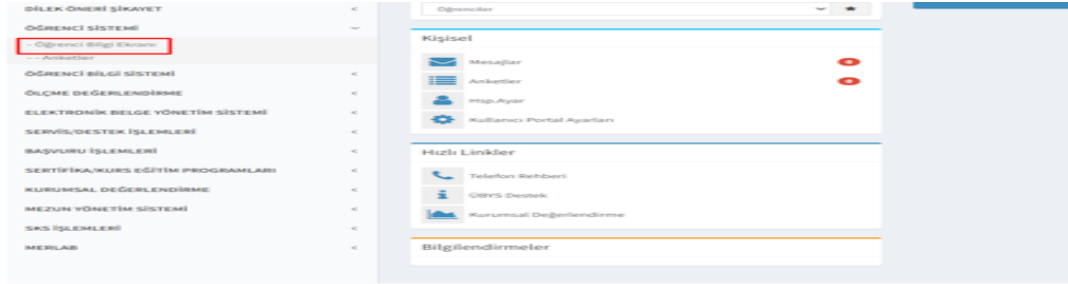 DİLEK ÖNERİ ŞİKAYET
ÖĞRENCİ SİSTEMİ
- Öğrenci Bilgi Ekranı
- - Anketler
ÖĞRENCİ BİLGİ SİSTEMİ
ÖLÇME DEĞERLENDİRME
ELEKTRONİK BELGE YÖNETİM SİSTEMİ
SERVİS/DESTEK İŞLEMLERİ
BAŞVURU İŞLEMLERİ
SERTİFİKA/KURS EĞİTİM PROGRAMLARI
KURUMSAL DEĞERLENDİRME
MEZUN YÖNETİM SİSTEMİ
SKS İŞLEMLERİ
MERLAB
Öğrenciler
Kişisel
Mesajlar 0
Anketler 0
Hsp.Ayar
Kullanıcı Portal Ayarları
Hızlı Linkler
Telefon Rehberi
ÜBYS Destek
Kurumsal Değerlendirme
Bilgilendirmeler